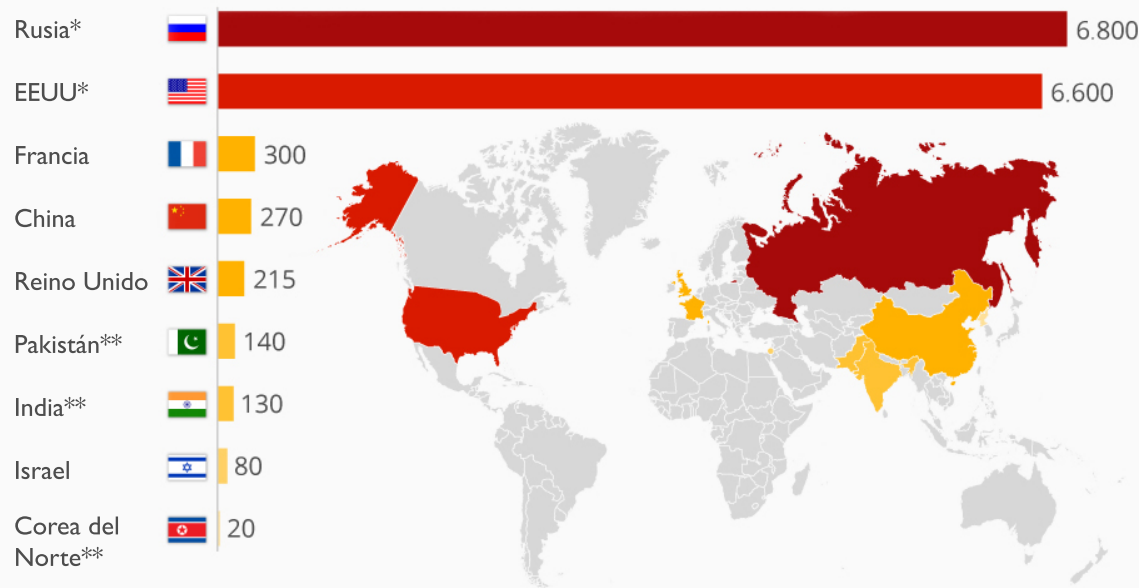 Rusia* 6.800
EEUU* 6.600
Francia 300
China 270
Reino Unido 215
Pakistán** 140
India** 130
Israel 80
Corea del
Norte** 20